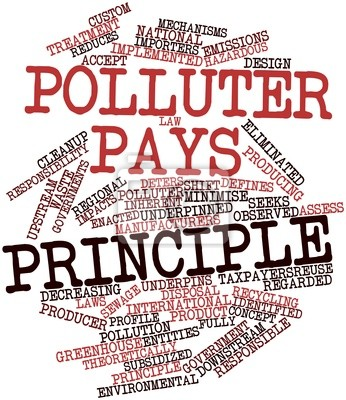 CUSTOM
TREATMENT
MECHANISMS
REDUCES
NATIONAL
EMISSIONS
IMPORTERS
IMPLEMENTED
HAZARDOUS
ACCEPT
DESIGN
POLLUTER
LAW
PAYS
ELIMINATED
CLEANUP
RESPONSIBILITY
PRODUCING
UPSTREAM
WASTE
GOVERNMENTS
REGIONAL
DETERS
SHIFT
DEFINES
IMPACTS
POLLUTER
MINIMISE
INHERENT
SEEKS
ENACTED
UNDERPINNED
OBSERVED
ASSESS
MANUFACTURERS
PRINCIPLE
DECREASING
UNDERPINS
TAXPAYERS
REUSE
REGARDED
LAWS
SEWAGE
DISPOSAL
RECYCLING
PRODUCER
INTERNATIONAL
IDENTIFIED
PROFILE
PRODUCT
CONCEPT
POLLUTION
ENTITIES
FULLY
GREENHOUSE
GOVERNMENT
DOWNSTREAM
RESPONSIBLE
THEORETICALLY
SUBSIDIZED
PRINCIPLE
ENVIRONMENTAL